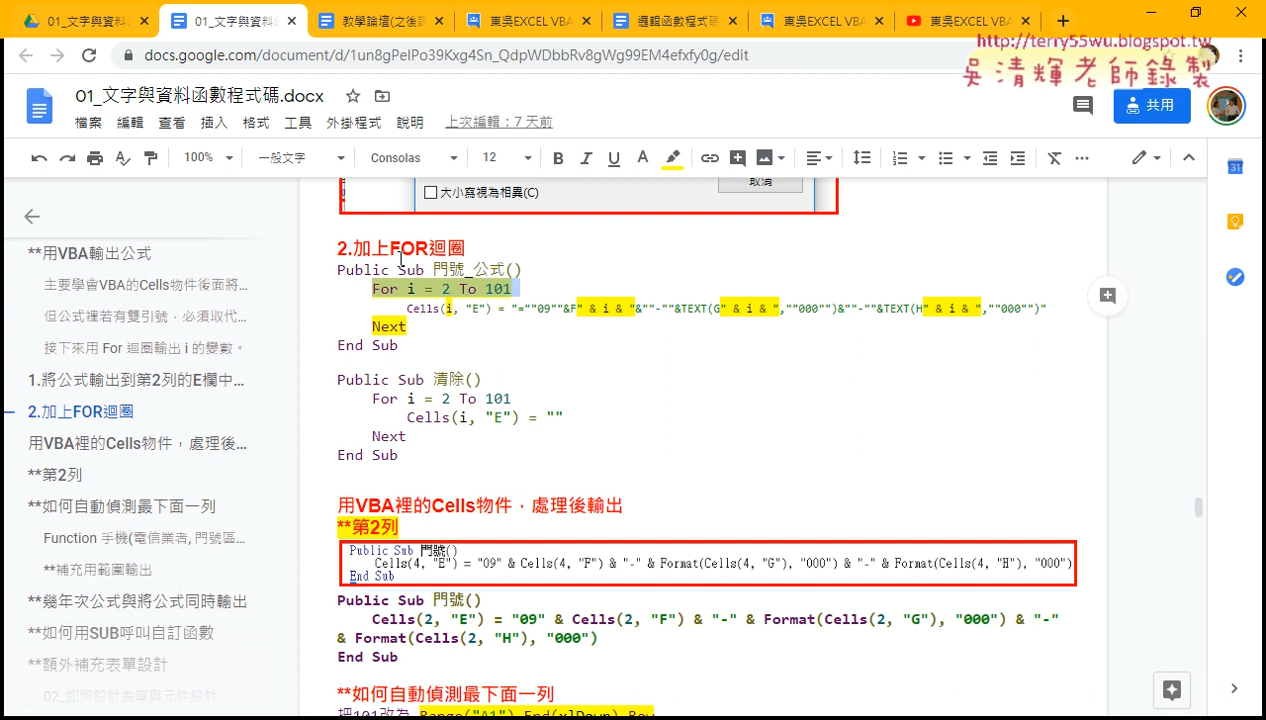 01_文字與資料
01_文字與資料
教學論壇(之後
東吳EXCEL VBA
邏輯函數程式碼
東吳EXCEL VBA
東吳EXCEL VBA
docs.google.com/document/d/1un8gPelPo39Kxg4Sn_QdpWDbbRv8gWg99EM4efxfy0g/edit
http://terry55wu.blogspot.tw
吳清輝老師錄製
01_文字與資料函數程式碼.docx
檔案 編輯 查看 插入 格式 工具 外掛程式 說明 上次編輯：7 天前
共用
100% 一般文字 Consolas 12 B I U A
31
大小寫視為相異(C)
取消
**用VBA輸出公式
主要學會VBA的Cells物件後面將...
但公式裡若有雙引號，必須取代...
接下來用 For 迴圈輸出 i 的變數。
1.將公式輸出到第2列的E欄中...
2.加上FOR迴圈
用VBA裡的Cells物件，處理後...
**第2列
**如何自動偵測最下面一列
Function 手機(電信業者, 門號區...
**補充用範圍輸出
**幾年次公式與將公式同時輸出
**如何用SUB呼叫自訂函數
**額外補充表單設計
02_如何設計表單與元件設計
2.加上FOR迴圈
Public Sub 門號_公式()
For i = 2 To 101
Cells(i, "E") = "=""09""&F" & i & "&""-""&TEXT(G" & i & ",""000"")&""-""&TEXT(H" & i & ",""000"")"
Next
End Sub
Public Sub 清除()
For i = 2 To 101
Cells(i, "E") = ""
Next
End Sub
用VBA裡的Cells物件，處理後輸出
**第2列
Public Sub 門號()
Cells(4, "E") = "09" & Cells(4, "F") & "-" & Format(Cells(4, "G"), "000") & "-" & Format(Cells(4, "H"), "000")
End Sub
Public Sub 門號()
Cells(2, "E") = "09" & Cells(2, "F") & "-" & Format(Cells(2, "G"), "000") & "-"
& Format(Cells(2, "H"), "000")
End Sub
**如何自動偵測最下面一列
把101改為 Range("A1").End(xlDown).Row